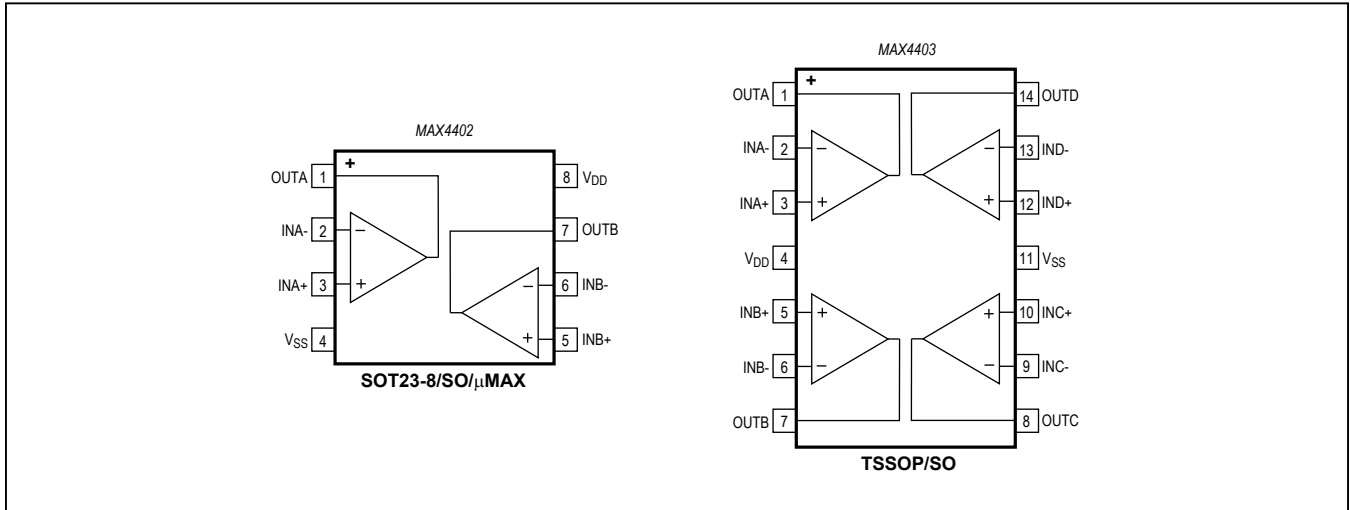 MAX4402
+
OUTA 1
8 VDD
INA- 2
−
7 OUTB
INA+ 3
+
−
6 INB-
VSS 4
+
5 INB+
SOT23-8/SO/μMAX
MAX4403
+
OUTA 1
14 OUTD
INA- 2
−
−
13 IND-
INA+ 3
+
+
12 IND+
VDD 4
11 VSS
INB+ 5
+
+
10 INC+
INB- 6
−
−
9 INC-
OUTB 7
8 OUTC
TSSOP/SO